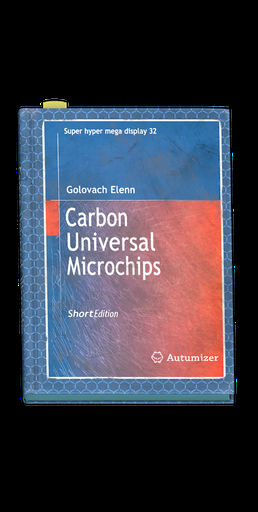 Super hyper mega display 32
Golovach Elenn
Carbon
Universal
Microchips
ShortEdition
Autumizer